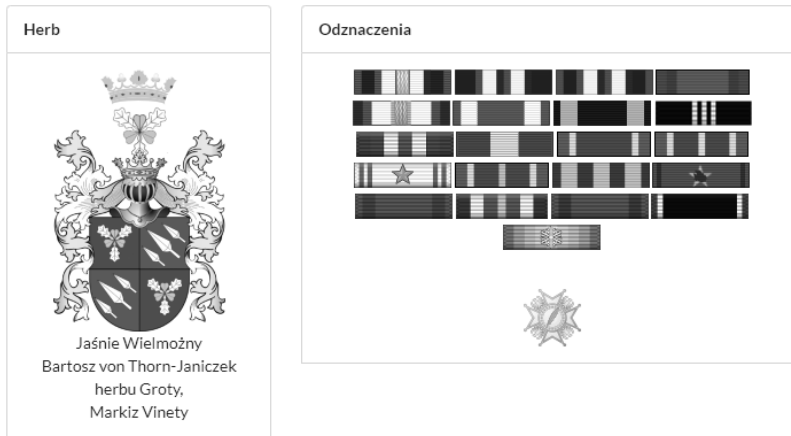 Herb
Odznaczenia
Jaśnie Wielmożny
Bartosz von Thorn-Janiczek
herbu Groty,
Markiz Vinety